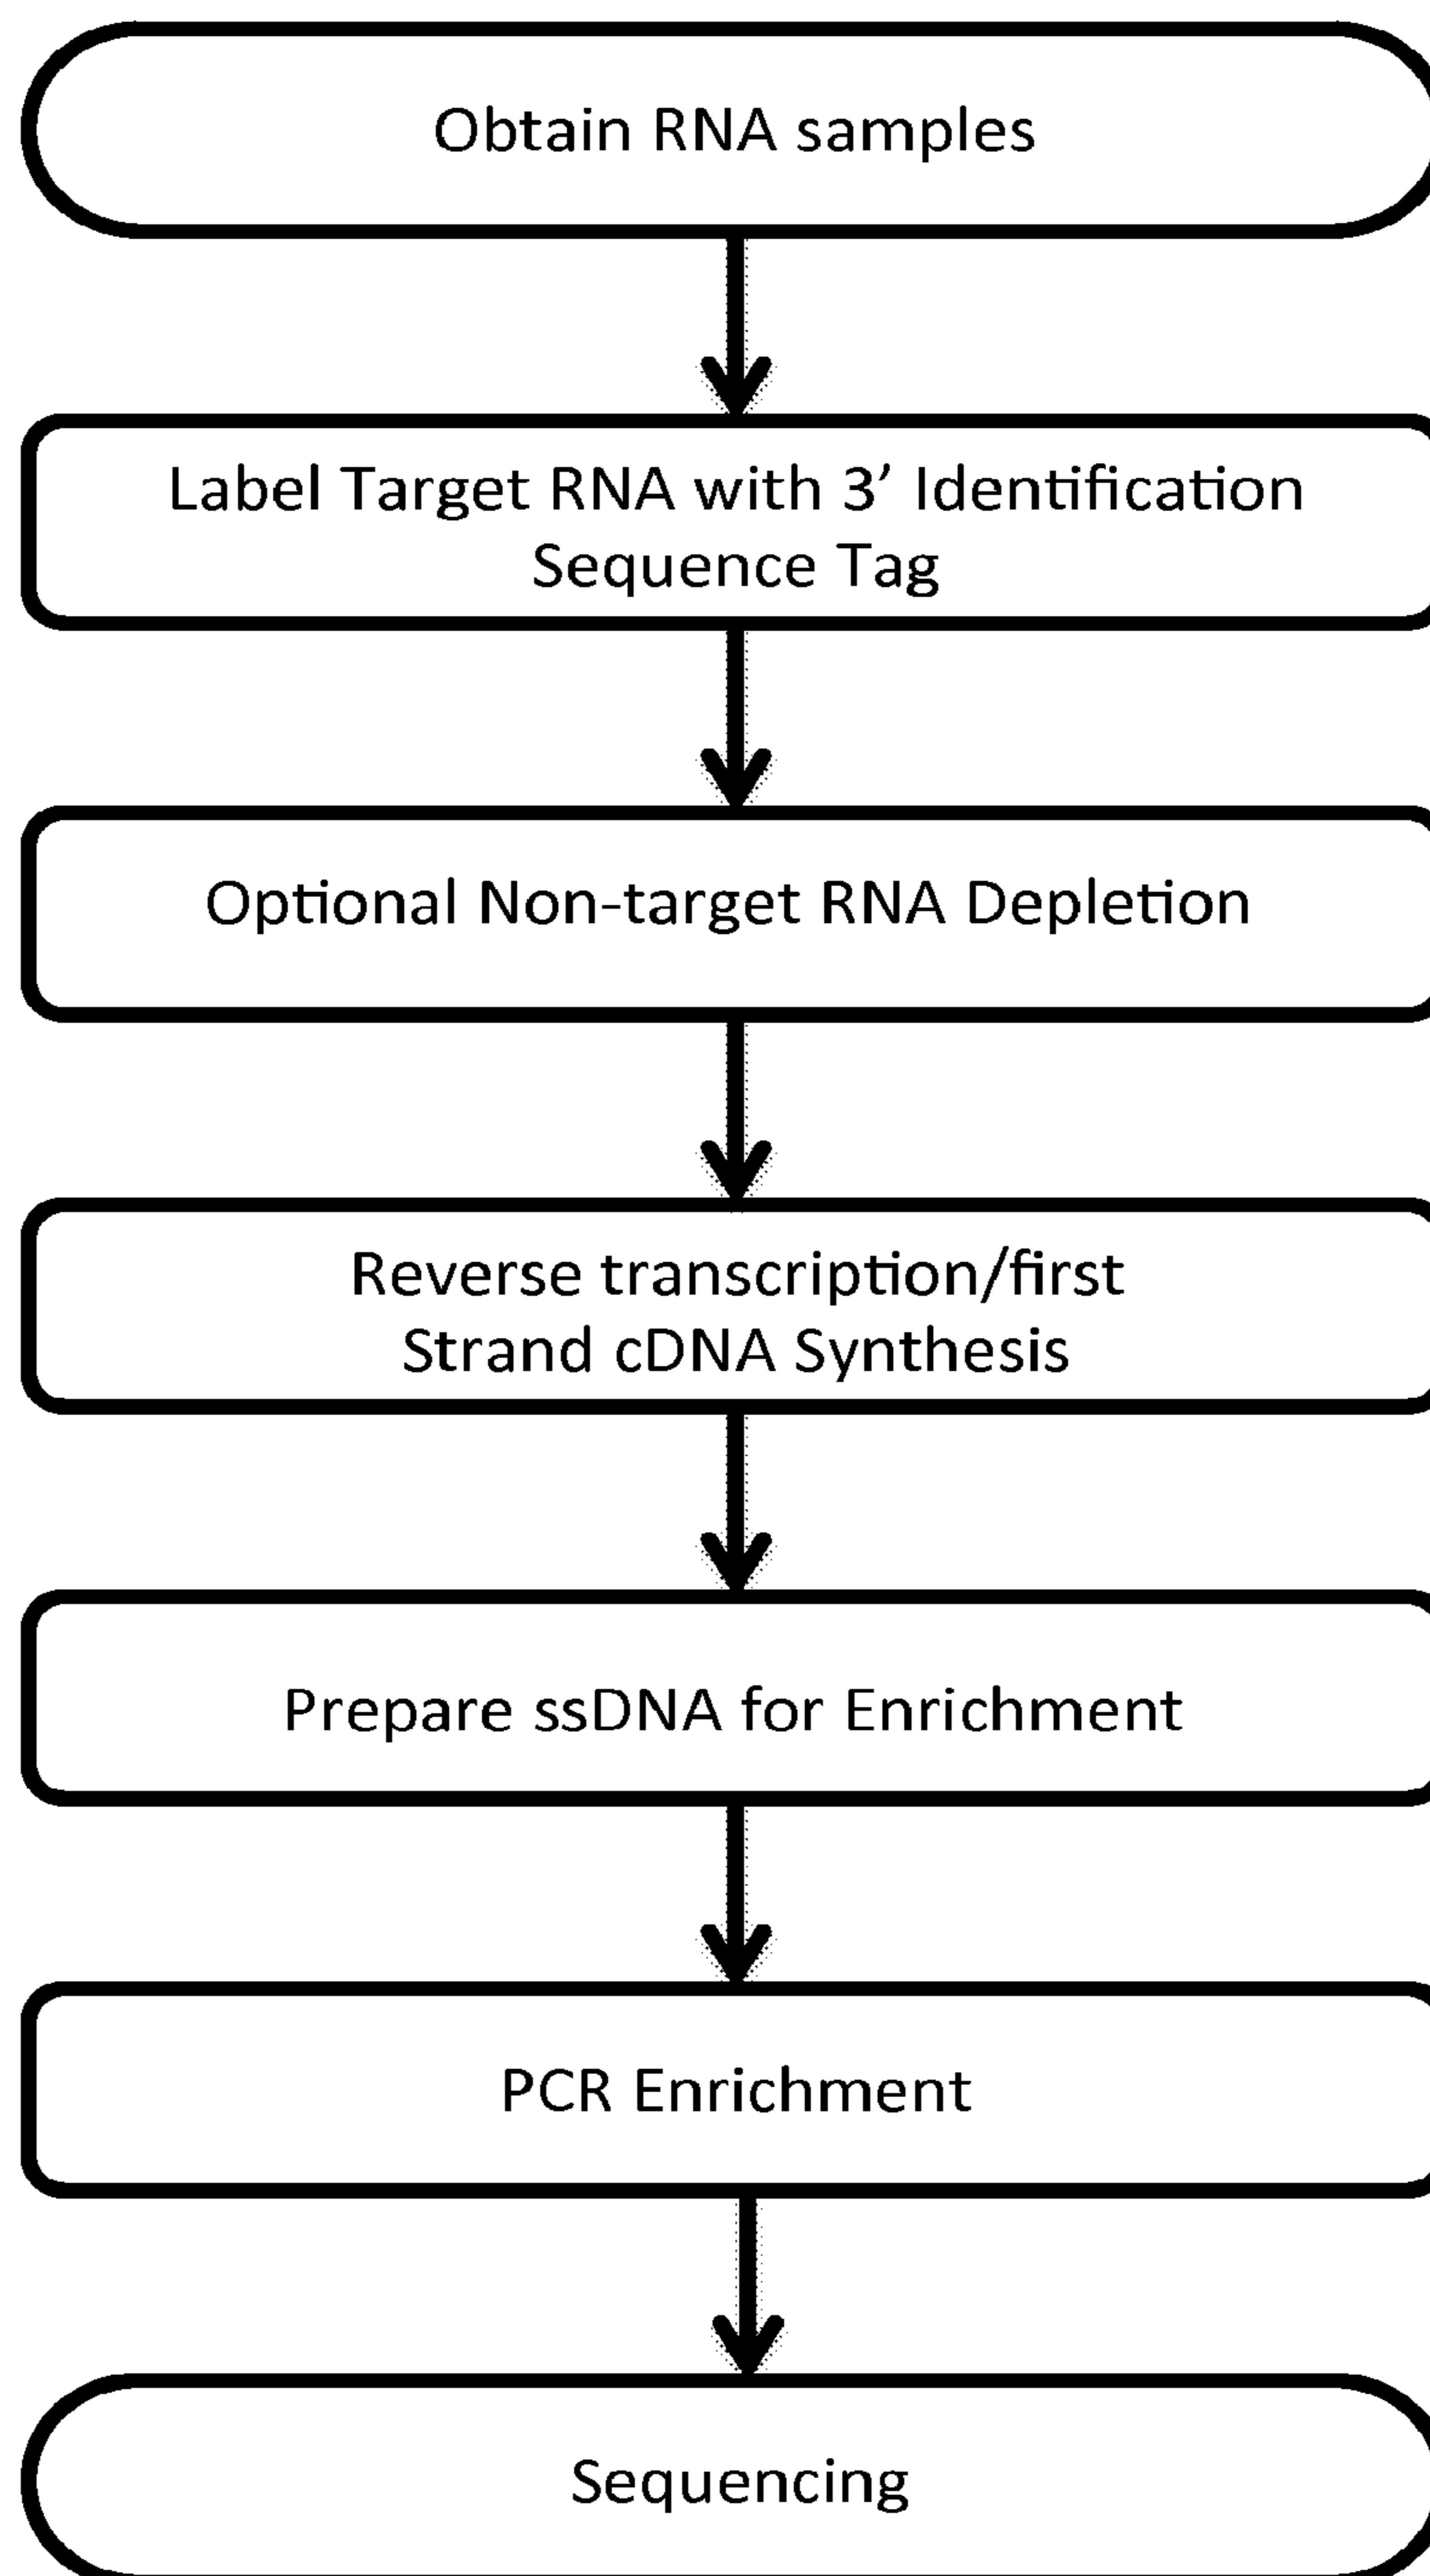 Obtain RNA samples
Label Target RNA with 3’ Identification
Sequence Tag
Optional Non-target RNA Depletion
Reverse transcription/first
Strand cDNA Synthesis
Prepare ssDNA for Enrichment
PCR Enrichment
Sequencing